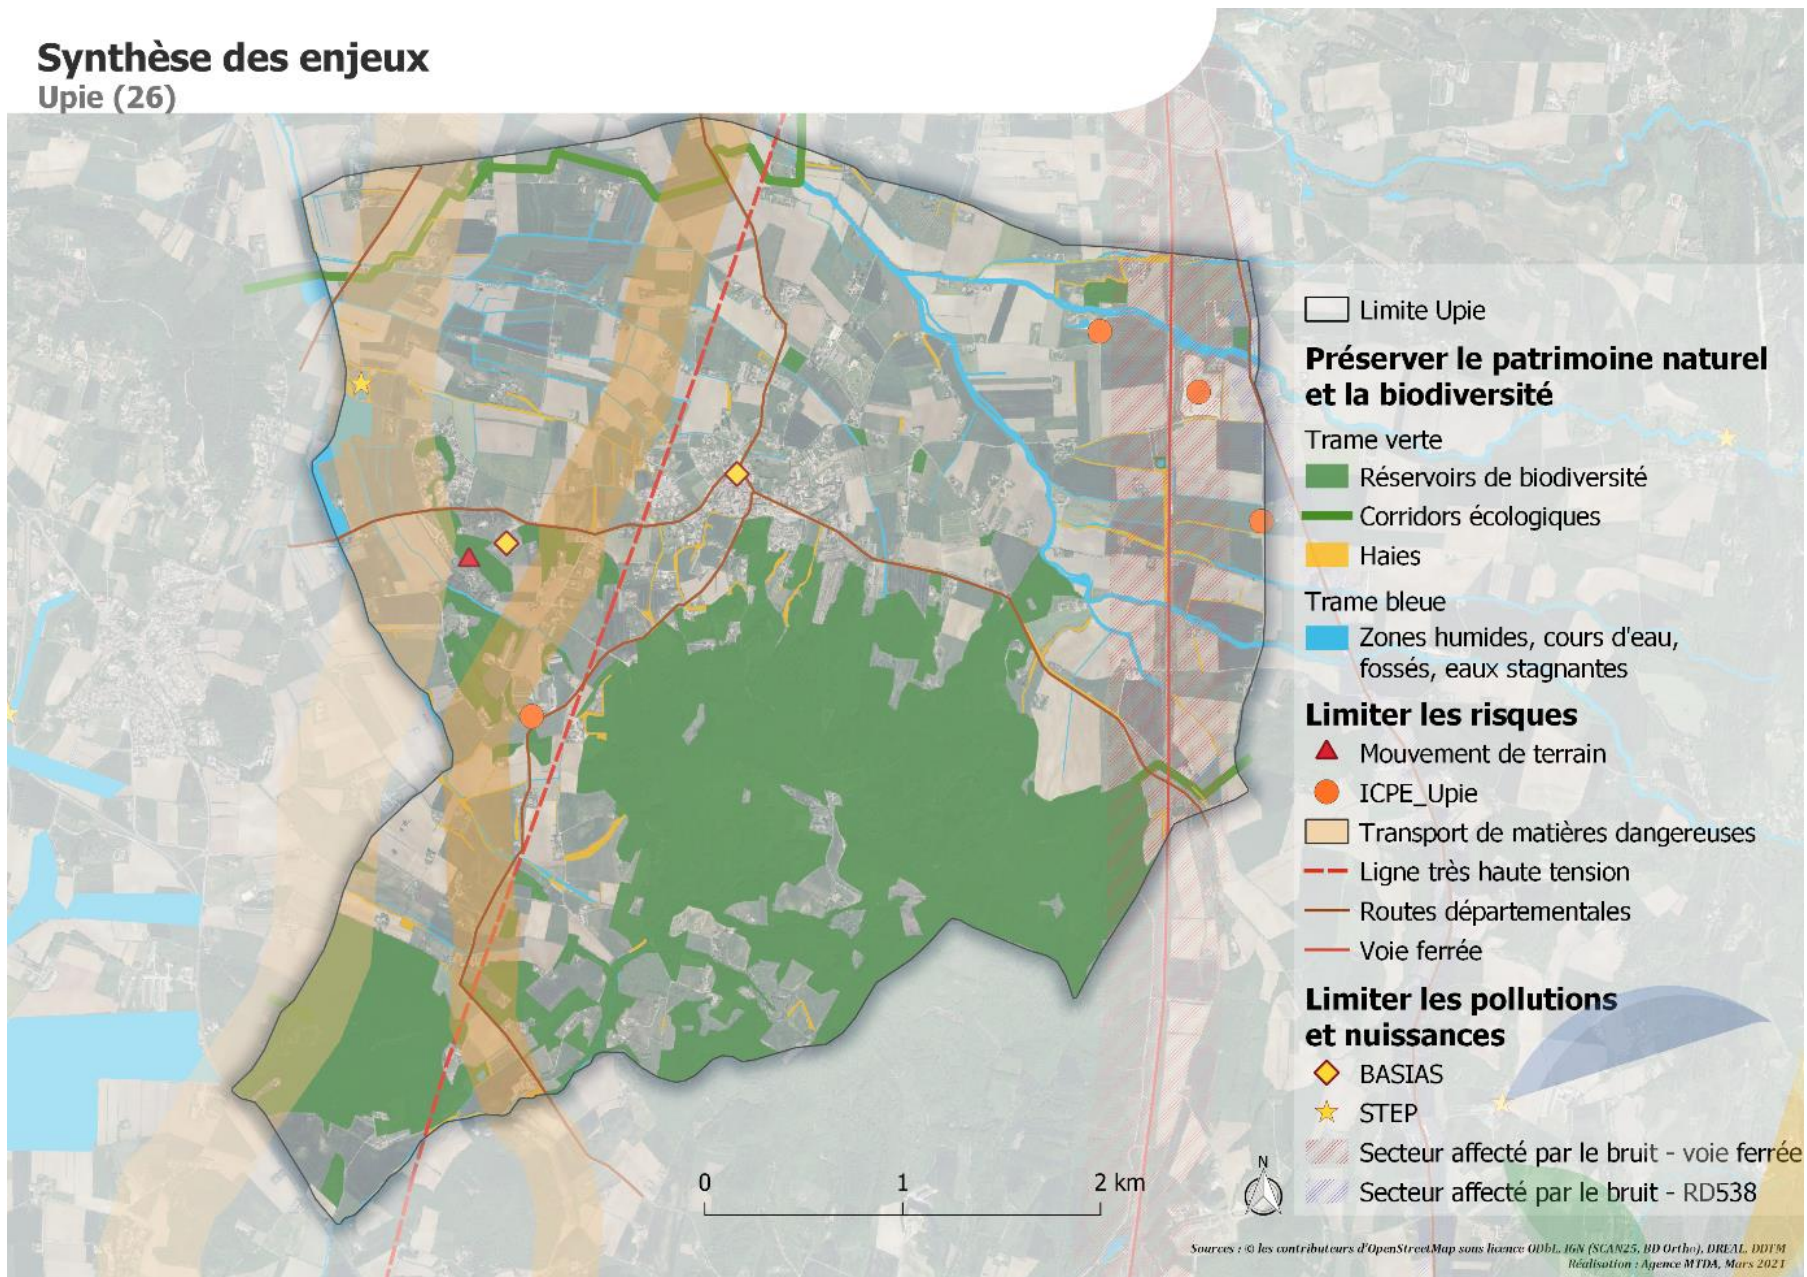 Synthèse des enjeux
Upie (26)
Limite Upie
Préserver le patrimoine naturel
et la biodiversité
Trame verte
Réservoirs de biodiversité
Corridors écologiques
Haies
Trame bleue
Zones humides, cours d'eau,
fossés, eaux stagnantes
Limiter les risques
Mouvement de terrain
ICPE_Upie
Transport de matières dangereuses
Ligne très haute tension
Routes départementales
Voie ferrée
Limiter les pollutions
et nuissances
BASIAS
STEP
Secteur affecté par le bruit - voie ferrée
Secteur affecté par le bruit - RD538
0 1 2 km
N
Sources : © les contributeurs d'OpenStreetMap sous licence ODbL, IGN (SCAN25, BD Ortho), DREAL, DDTM
Réalisation : Agence MTDA, Mars 2021